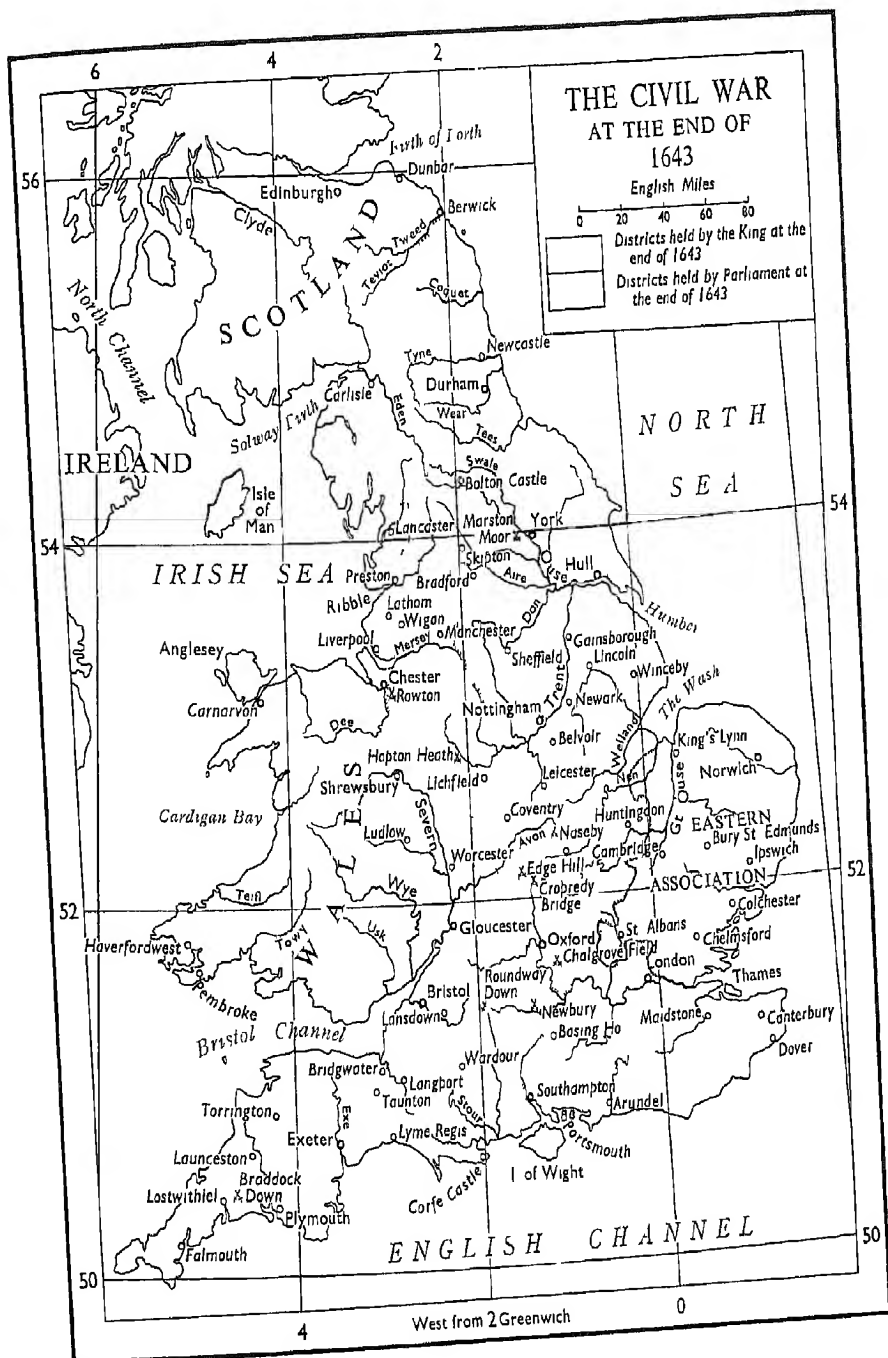 6
4
2
THE CIVIL WAR
AT THE END OF
1643
English Miles
0 20 40 60 80
Districts held by the King at the
end of 1643
Districts held by Parliament at
the end of 1643
Firth of Forth
56
Dunbar
Edinburgh
Berwick
Clyde
Tweed
Teviot
SCOTLAND
Coquet
North
Channel
Tyne
Newcastle
Carlisle
Durham
Eden
Wear
Solway Firth
Tees
NORTH
SEA
IRELAND
Swale
Bolton Castle
Isle
of
Man
54
Lancaster
Marston
Moor
York
54
Skipton
IRISH SEA
Preston
Bradford
Aire
Ouse
Hull
Ribble
Lathom
Wigan
Don
Humber
Liverpool
Mersey
Manchester
Gainsborough
Anglesey
Sheffield
Lincoln
Chester
Winceby
Rowton
Trent
The Wash
Carnarvon
Nottingham
Newark
Dee
Belvoir
Welland
King's Lynn
Hopton Heath
Shrewsbury
Lichfield
Leicester
Nen
Norwich
Gt Ouse
Cardigan Bay
Severn
Coventry
Huntingdon
EASTERN
Ludlow
Avon
Naseby
Bury St Edmunds
WALES
Worcester
Edge Hill
Cambridge
Ipswich
52
Teifi
Wye
Cropredy
Bridge
ASSOCIATION
52
Usk
Colchester
Towy
Gloucester
Haverfordwest
Oxford
St Albans
Chelmsford
Chalgrove Field
Pembroke
Roundway
Down
London
Thames
Bristol
Lansdown
Newbury
Maidstone
Canterbury
Bristol Channel
Basing Ho
Dover
Bridgwater
Wardour
Langport
Taunton
Southampton
Arundel
Torrington
Exe
Stour
Exeter
Lyme Regis
Portsmouth
Launceston
Corfe Castle
I of Wight
Braddock
Down
Lostwithiel
Plymouth
Falmouth
ENGLISH CHANNEL
50
50
4
West from 2 Greenwich
0